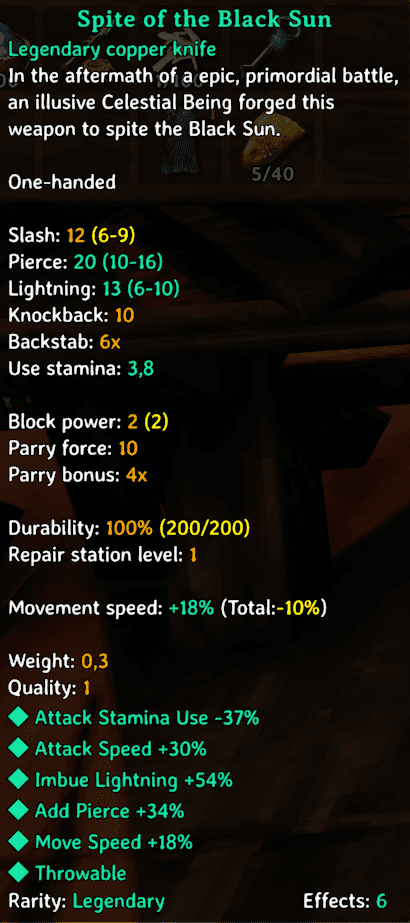 Spite of the Black Sun
Legendary copper knife
In the aftermath of a epic, primordial battle,
an illusive Celestial Being forged this
weapon to spite the Black Sun.
5/40
One-handed
Slash: 12 (6-9)
Pierce: 20 (10-16)
Lightning: 13 (6-10)
Knockback: 10
Backstab: 6x
Use stamina: 3,8
Block power: 2 (2)
Parry force: 10
Parry bonus: 4x
Durability: 100% (200/200)
Repair station level: 1
Movement speed: +18% (Total:-10%)
Weight: 0,3
Quality: 1
Attack Stamina Use -37%
Attack Speed +30%
Imbue Lightning +54%
Add Pierce +34%
Move Speed +18%
Throwable
Rarity: Legendary Effects: 6